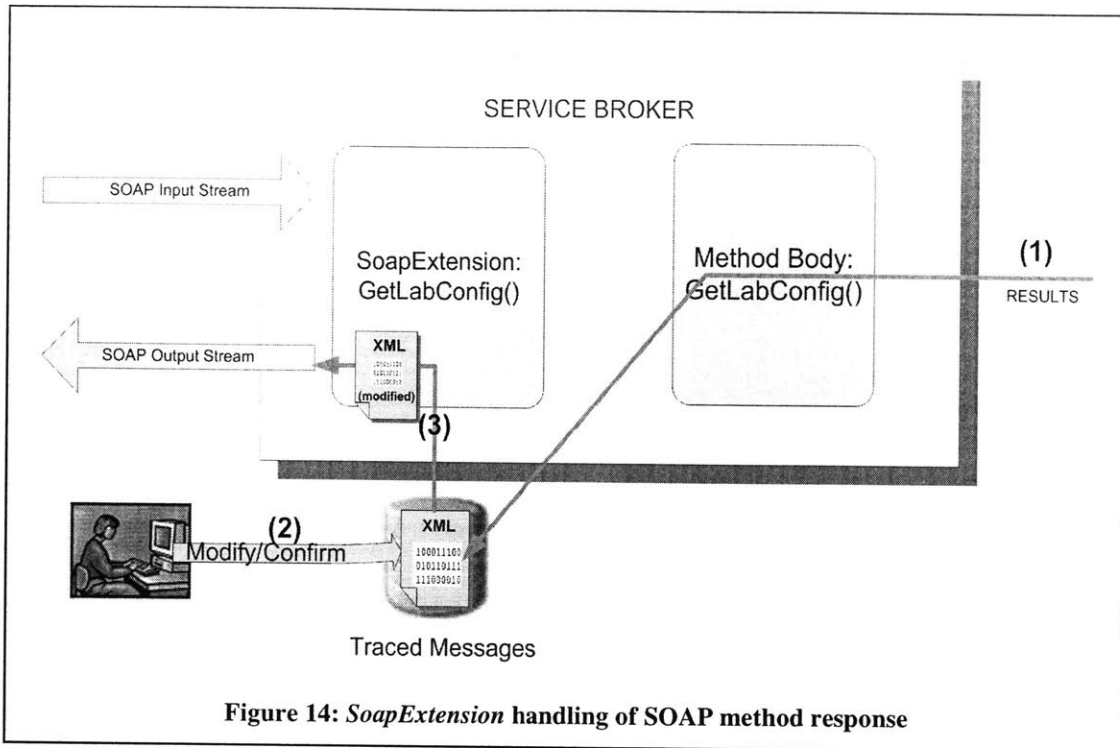 SERVICE BROKER
SOAP Input Stream
SoapExtension:
GetLabConfig()
Method Body:
GetLabConfig()
(1)
RESULTS
SOAP Output Stream
XML
(modified)
(3)
(2)
Modify/Confirm
XML
100011100
010110111
111000010
Traced Messages
Figure 14: SoapExtension handling of SOAP method response